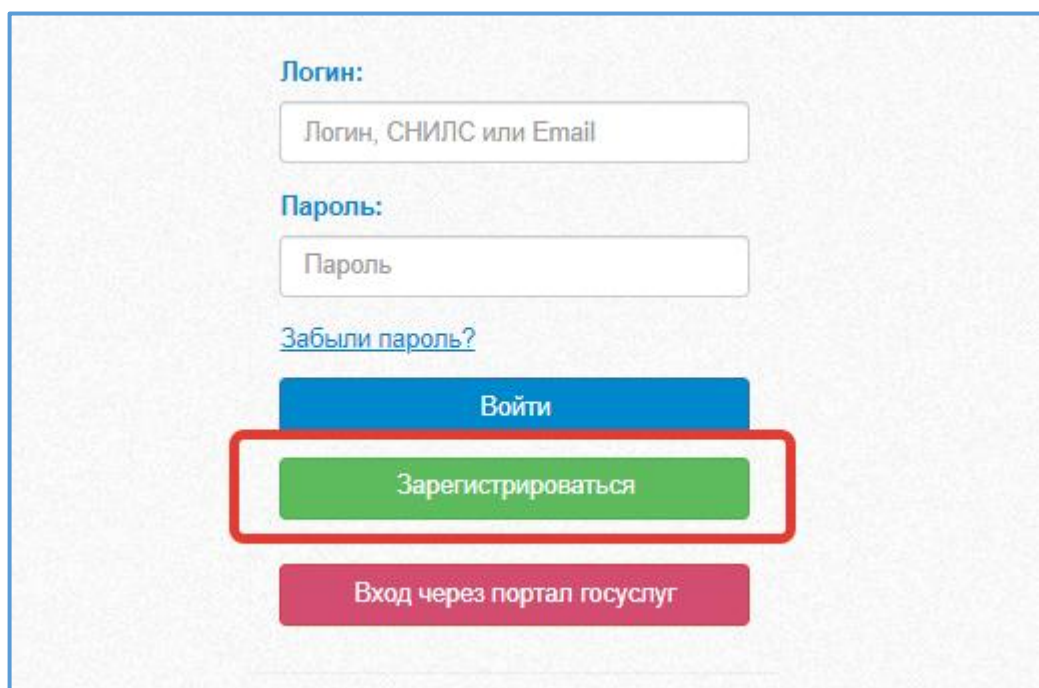 Логин:
Логин, СНИЛС или Email
Пароль:
Пароль
Забыли пароль?
Войти
Зарегистрироваться
Вход через портал госуслуг